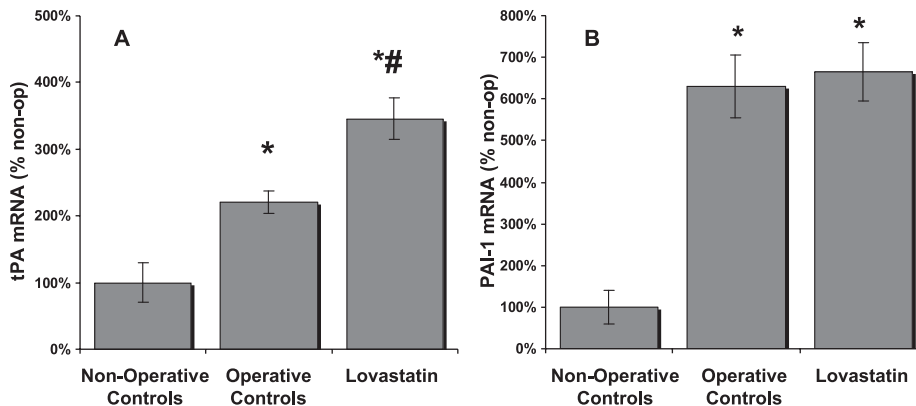 A
tPA mRNA (% non-op)
500%
400%
300%
200%
100%
0%
*
*#
Non-Operative
Controls
Operative
Controls
Lovastatin
B
PAI-1 mRNA (% non-op)
800%
700%
600%
500%
400%
300%
200%
100%
0%
*
*
Non-Operative
Controls
Operative
Controls
Lovastatin